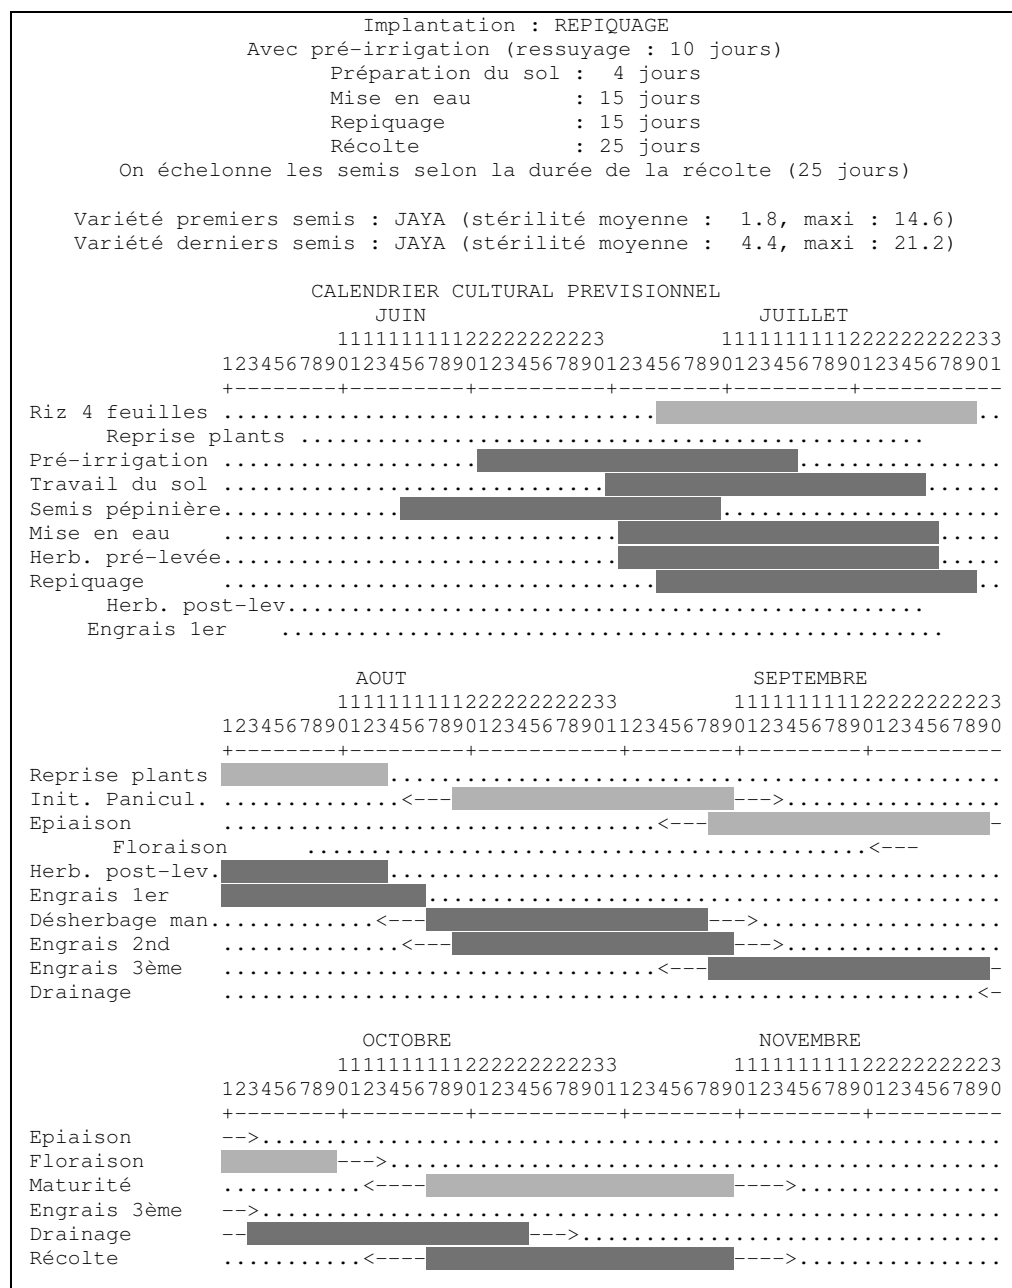 Implantation : REPIQUAGE
Avec pré-irrigation (ressuyage : 10 jours)
Préparation du sol : 4 jours
Mise en eau : 15 jours
Repiquage : 15 jours
Récolte : 25 jours
On échelonne les semis selon la durée de la récolte (25 jours)
Variété premiers semis : JAYA (stérilité moyenne : 1.8, maxi : 14.6)
Variété derniers semis : JAYA (stérilité moyenne : 4.4, maxi : 21.2)
CALENDRIER CULTURAL PREVISIONNEL
JUIN JUILLET
111111111122222222223 1111111111222222222233
1234567890123456789012345678901234567890123456789012345678901
+--------+---------+----------+--------+---------+-----------
Riz 4 feuilles .................................. ..
Reprise plants .................................................
Pré-irrigation .................... ................
Travail du sol .............................. ......
Semis pépinière.............. ......................
Mise en eau ............................... .....
Herb. pré-levée............................... .....
Repiquage .................................. ..
Herb. post-lev..................................................
Engrais 1er ....................................................
AOUT SEPTEMBRE
1111111111222222222233 111111111122222222223
1234567890123456789012345678901123456789012345678901234567890
+--------+---------+-----------+--------+---------+----------
Reprise plants ................................................
Init. Panicul. ..............<--- --->.................
Epiaison ..................................<--- -
Floraison ............................................<---
Herb. post-lev. ................................................
Engrais 1er .............................................
Désherbage man.............<--- --->...................
Engrais 2nd ..............<--- --->.................
Engrais 3ème ..................................<--- -
Drainage ...........................................................<-
OCTOBRE NOVEMBRE
1111111111222222222233 111111111122222222223
1234567890123456789012345678901123456789012345678901234567890
+--------+---------+-----------+--------+---------+----------
Epiaison -->..........................................................
Floraison --->................................................
Maturité ...........<---- ---->................
Engrais 3ème -->..........................................................
Drainage -- --->.................................
Récolte ...........<---- ---->................